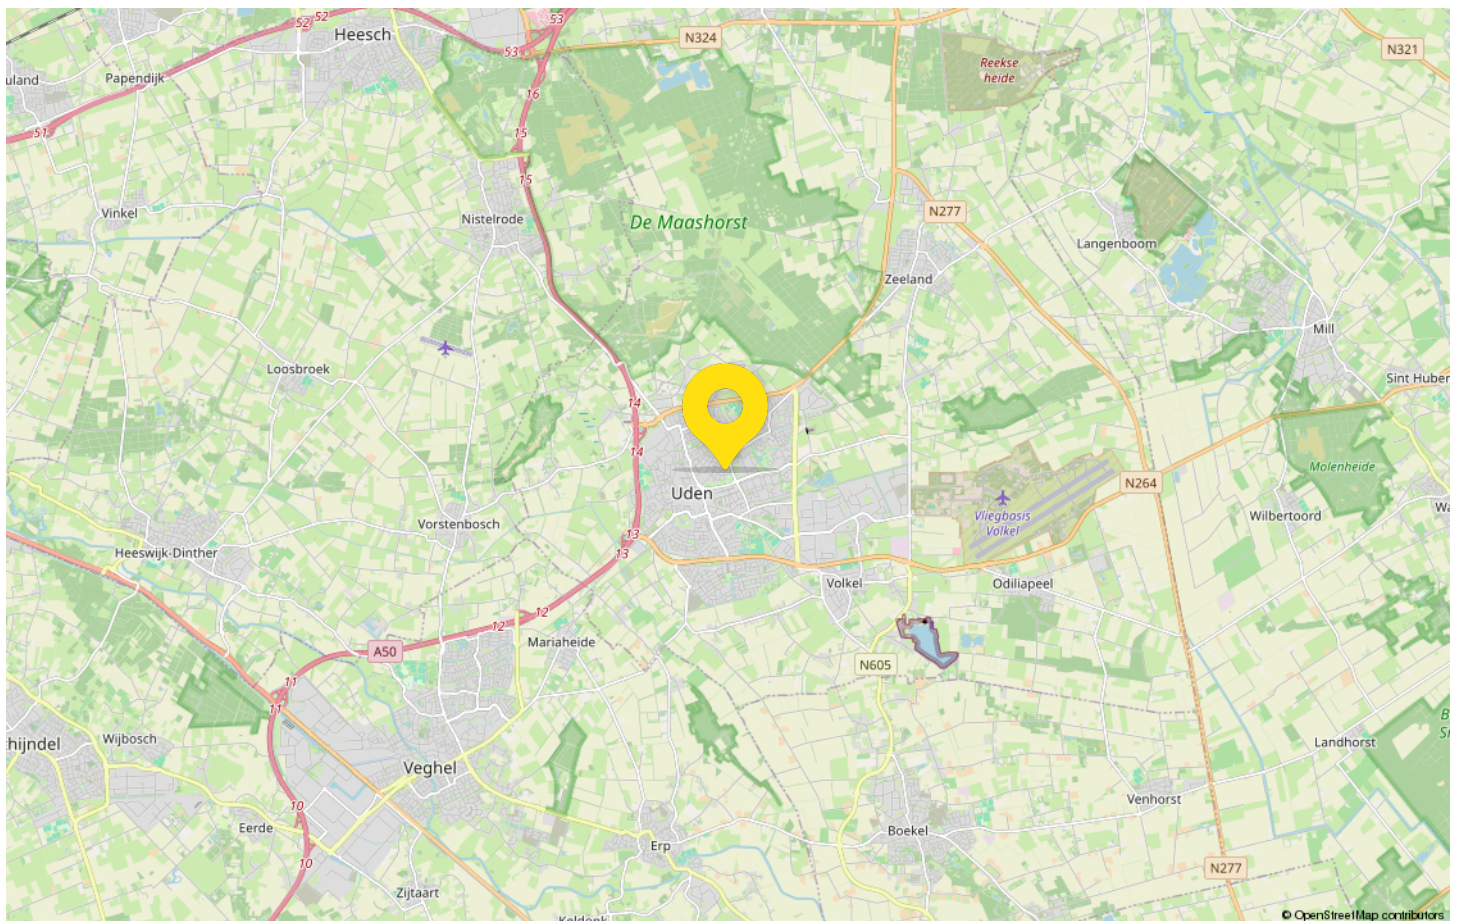 52
53
52
Heesch
N324
53
N321
uland
Papendijk
Reekse
heide
16
51
15
15
Vinkel
Nistelrode
De Maashorst
N277
Langenboom
Zeeland
Mill
Loosbroek
Sint Huber
14
14
Molenheide
Uden
N264
Vliegbasis
Volkel
Wilbertoord
Wa
Vorstenbosch
Heeswijk-Dinther
13
13
Volkel
Odiliapeel
12
12
Mariaheide
A50
N605
11
11
B
Si
hijndel
Wijbosch
Landhorst
Veghel
10
Venhorst
Eerde
Boekel
Erp
10
N277
Zijtaart
Keldonk
© OpenStreetMap contributors